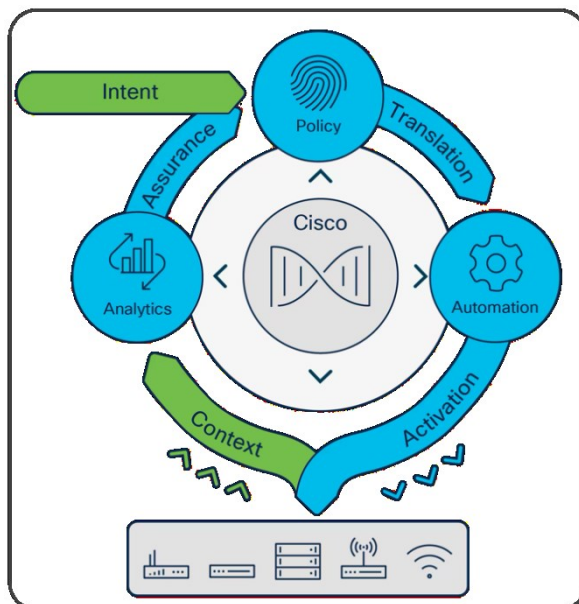 Intent
Policy
Translation
Assurance
Cisco
Analytics
Automation
Context
Activation